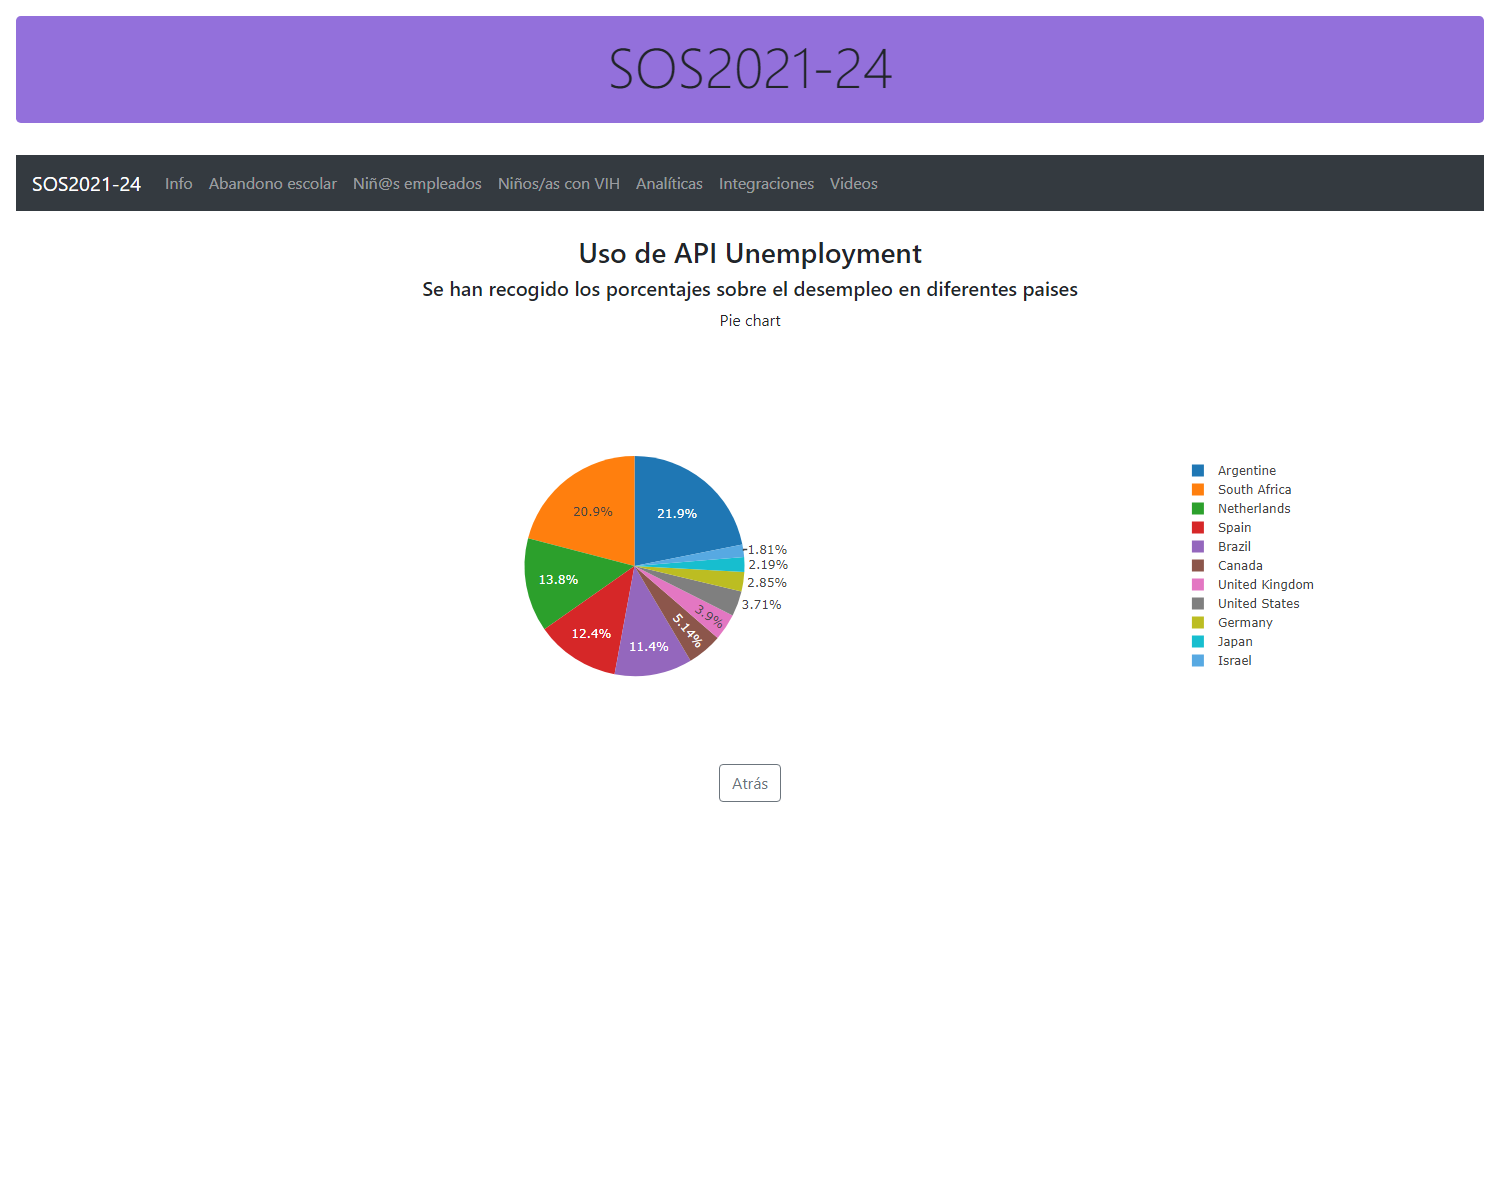 SOS2021-24
SOS2021-24 Info Abandono escolar Niñ@s empleados Niños/as con VIH Analíticas Integraciones Videos
Uso de API Unemployment
Se han recogido los porcentajes sobre el desempleo en diferentes paises
Pie chart
21.9%
20.9%
13.8%
12.4%
11.4%
5.14%
3.9%
3.71%
2.85%
2.19%
1.81%
Argentine
South Africa
Netherlands
Spain
Brazil
Canada
United Kingdom
United States
Germany
Japan
Israel
Atrás